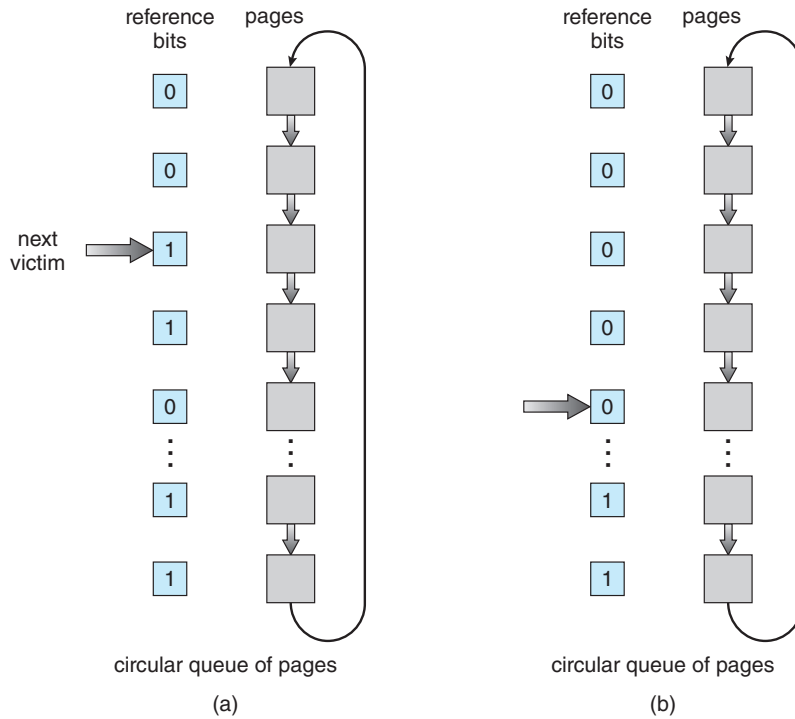 reference
bits
pages
0
0
next
victim
1
1
0
1
1
circular queue of pages
(a)
reference
bits
pages
0
0
0
0
0
1
1
circular queue of pages
(b)